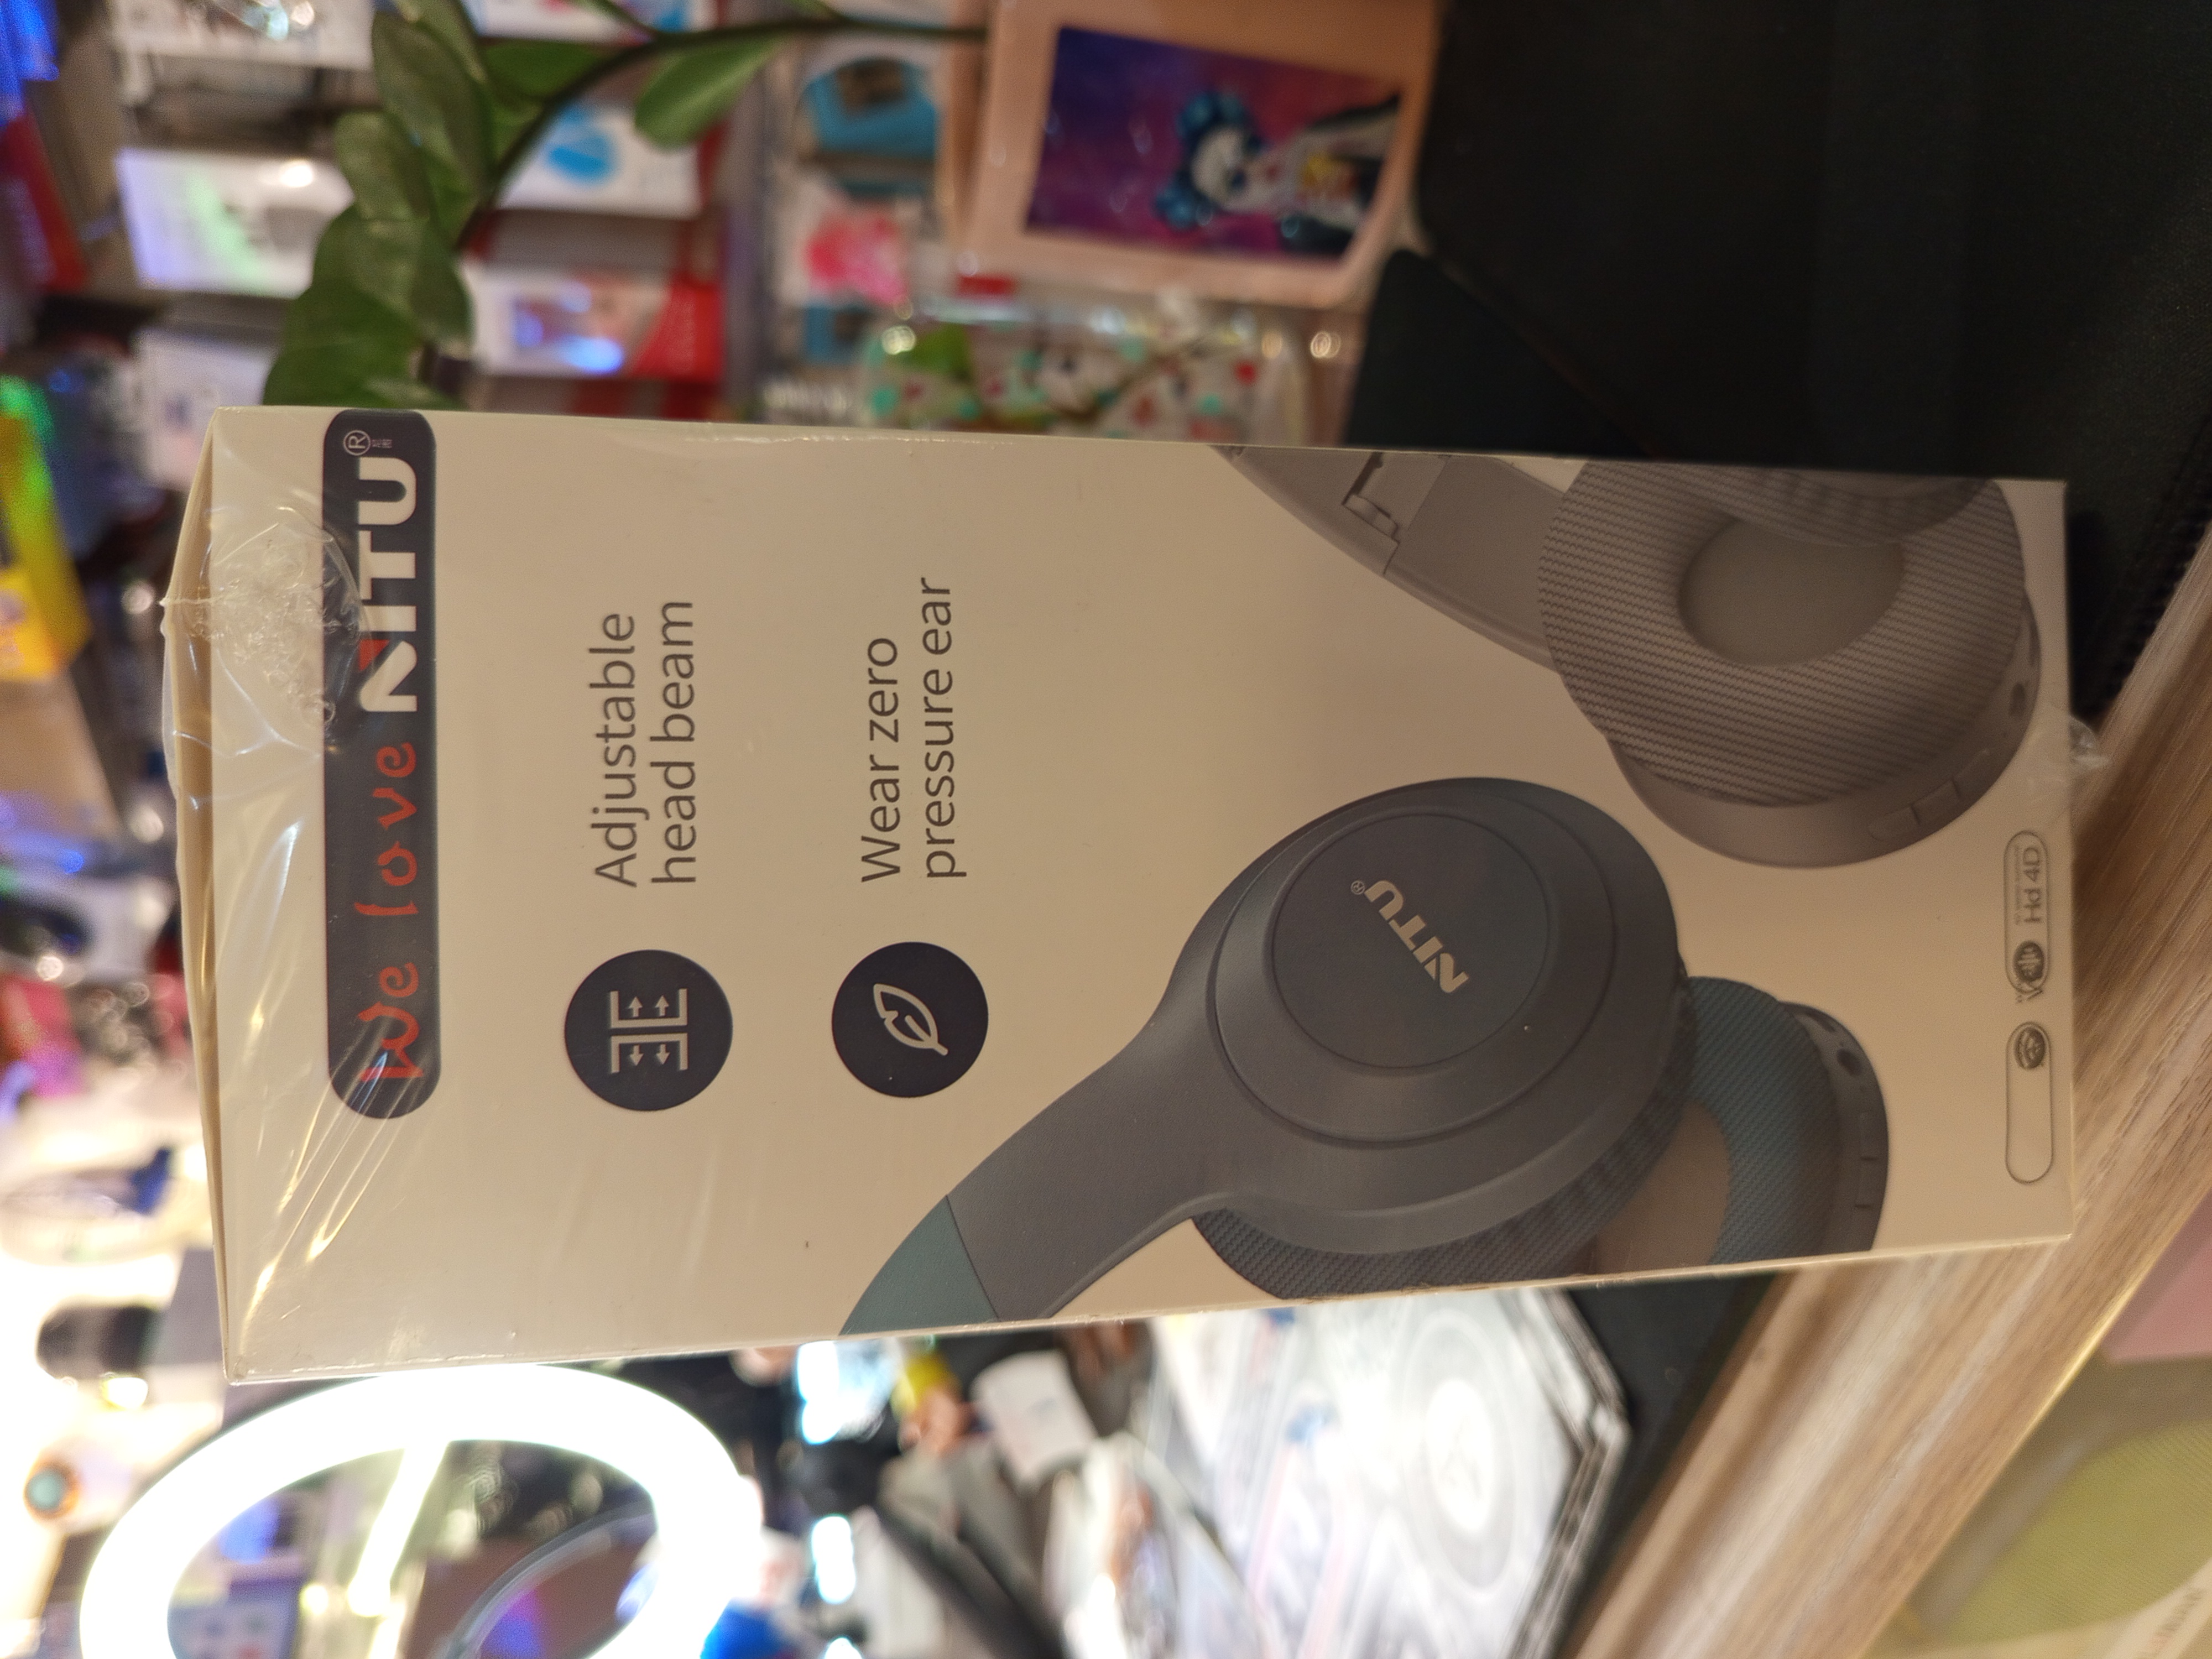 We love NITU®
Adjustable
head beam
Wear zero
pressure ear
NITU®
Hd 4D